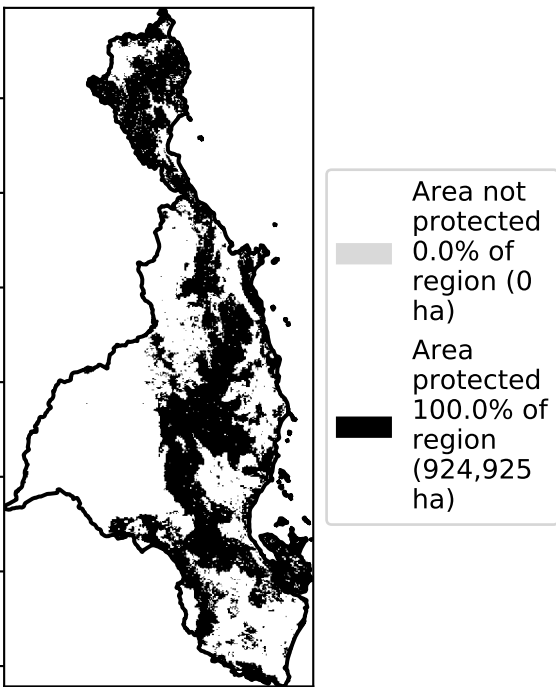 Area not
protected
0.0% of
region (0
ha)
Area
protected
100.0% of
region
(924,925
ha)